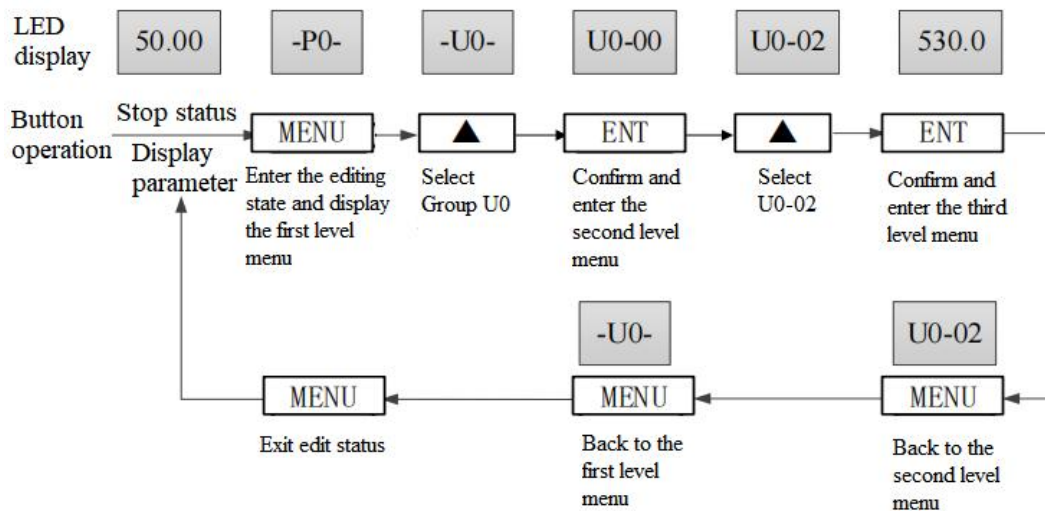 LED
display
50.00
-P0-
-U0-
U0-00
U0-02
530.0
Button
operation
Stop status
Display
parameter
MENU
▲
ENT
▲
ENT
Enter the editing
state and display
the first level
menu
Select
Group U0
Confirm and
enter the
second level
menu
Select
U0-02
Confirm and
enter the third
level menu
-U0-
U0-02
MENU
MENU
MENU
Exit edit status
Back to the
first level
menu
Back to the
second level
menu